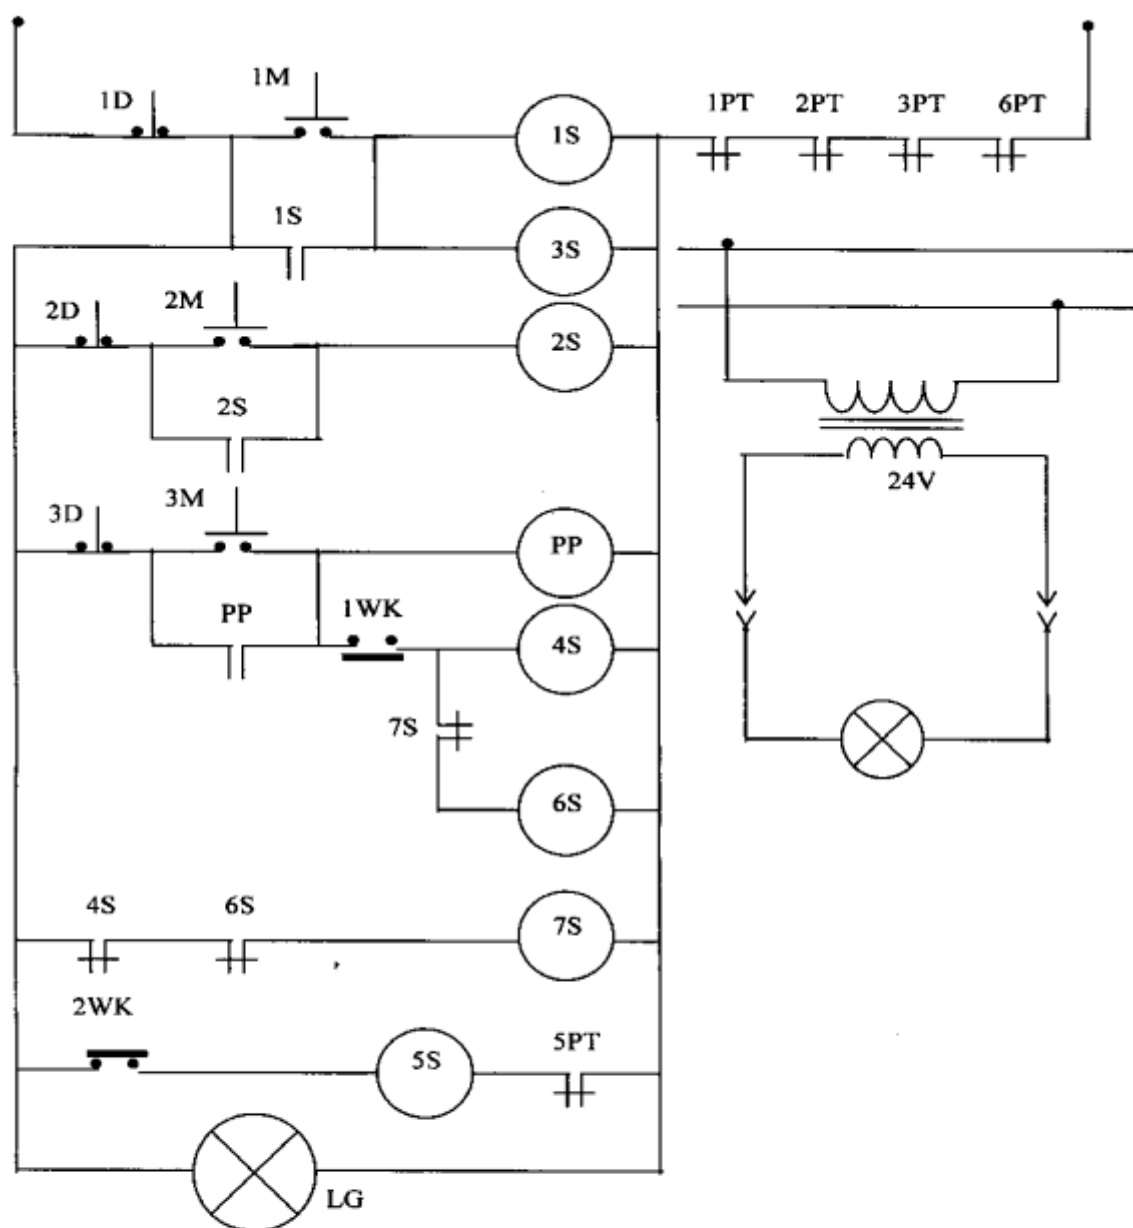 1D 1M 1S 1PT 2PT 3PT 6PT
1S 3S
2D 2M 2S
2S 24V
3D 3M PP
PP 1WK 4S
7S
6S
4S 6S 7S
2WK 5S 5PT
LG